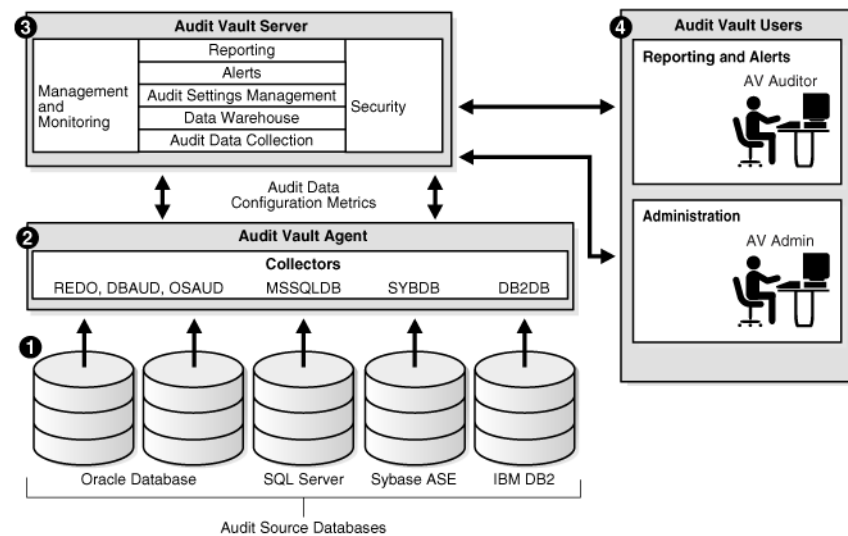 3
Audit Vault Server
Management
and
Monitoring
Reporting
Alerts
Audit Settings Management
Data Warehouse
Audit Data Collection
Security
4
Audit Vault Users
Reporting and Alerts
AV Auditor
Administration
AV Admin
Audit Data
Configuration Metrics
2
Audit Vault Agent
Collectors
REDO, DBAUD, OSAUD MSSQLDB SYBDB DB2DB
1
Oracle Database SQL Server Sybase ASE IBM DB2
Audit Source Databases